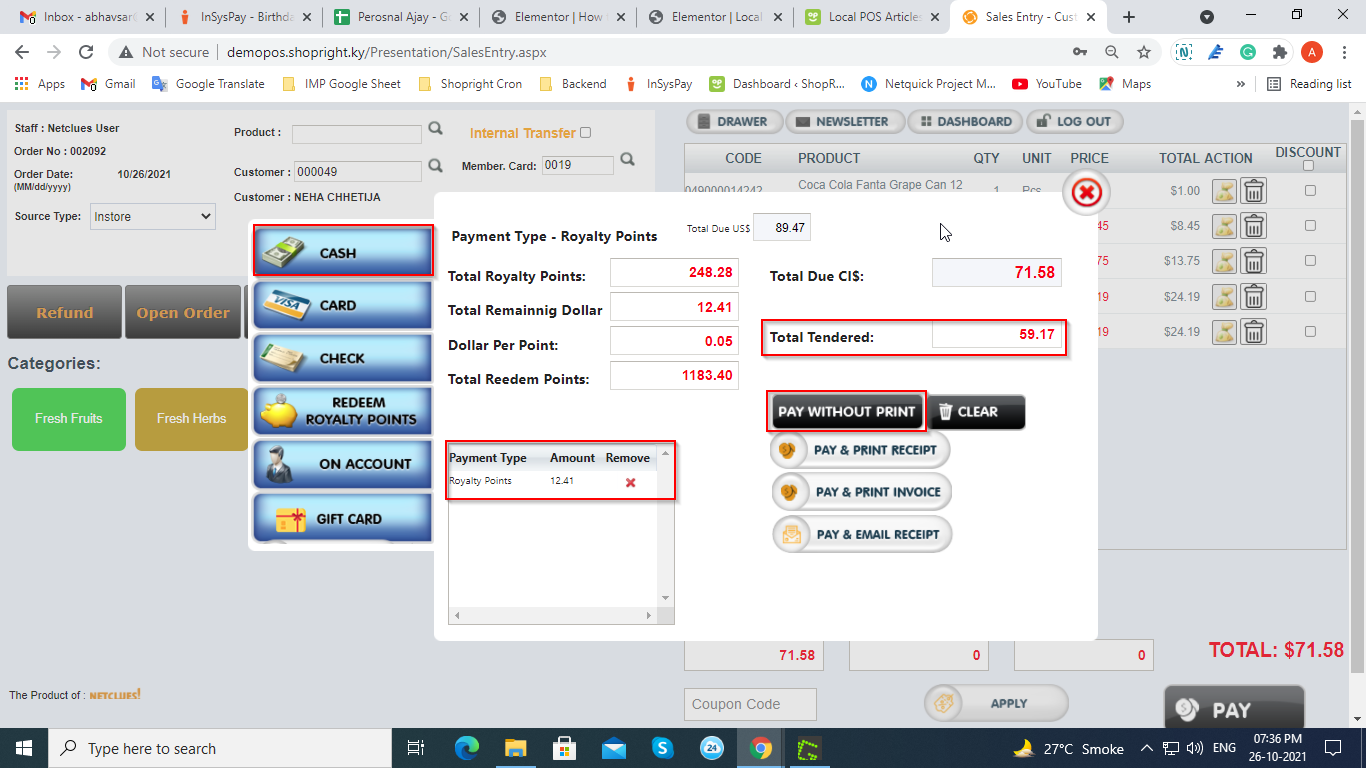 Inbox - abhavsar@
InSysPay - Birthda
Perosnal Ajay - G
Elementor | How
Elementor | Local
Local POS Articles
Sales Entry - Cust
Not secure
demopos.shopright.ky/Presentation/SalesEntry.aspx
A
Apps
Gmail
Google Translate
IMP Google Sheet
Shopright Cron
Backend
InSysPay
Dashboard ‹ ShopR...
Netquick Project M...
YouTube
Maps
»
Reading list
Staff : Netclues User
Order No : 002092
Order Date: 10/26/2021
(MM/dd/yyyy)
Source Type: Instore
Product :
Customer : 000049
Customer : NEHA CHHETIJA
Internal Transfer
Member. Card: 0019
DRAWER
NEWSLETTER
DASHBOARD
LOG OUT
CODE PRODUCT QTY UNIT PRICE TOTAL ACTION DISCOUNT
049000014242 Coca Cola Fanta Grape Can 12 1 Pcs $1.00
45 $8.45
75 $13.75
19 $24.19
19 $24.19
Refund
Open Order
Categories:
Fresh Fruits
Fresh Herbs
CASH
VISA CARD
CHECK
REDEEM
ROYALTY POINTS
ON ACCOUNT
GIFT CARD
Payment Type - Royalty Points
Total Due US$ 89.47
Total Royalty Points: 248.28
Total Remainnig Dollar 12.41
Dollar Per Point: 0.05
Total Reedem Points: 1183.40
Total Due CI$: 71.58
Total Tendered: 59.17
PAY WITHOUT PRINT
CLEAR
PAY & PRINT RECEIPT
PAY & PRINT INVOICE
PAY & EMAIL RECEIPT
Payment Type Amount Remove
Royalty Points 12.41
71.58
0
0
TOTAL: $71.58
The Product of : NETCLUES!
Coupon Code
APPLY
PAY
Type here to search
24
27°C Smoke
ENG
07:36 PM
26-10-2021